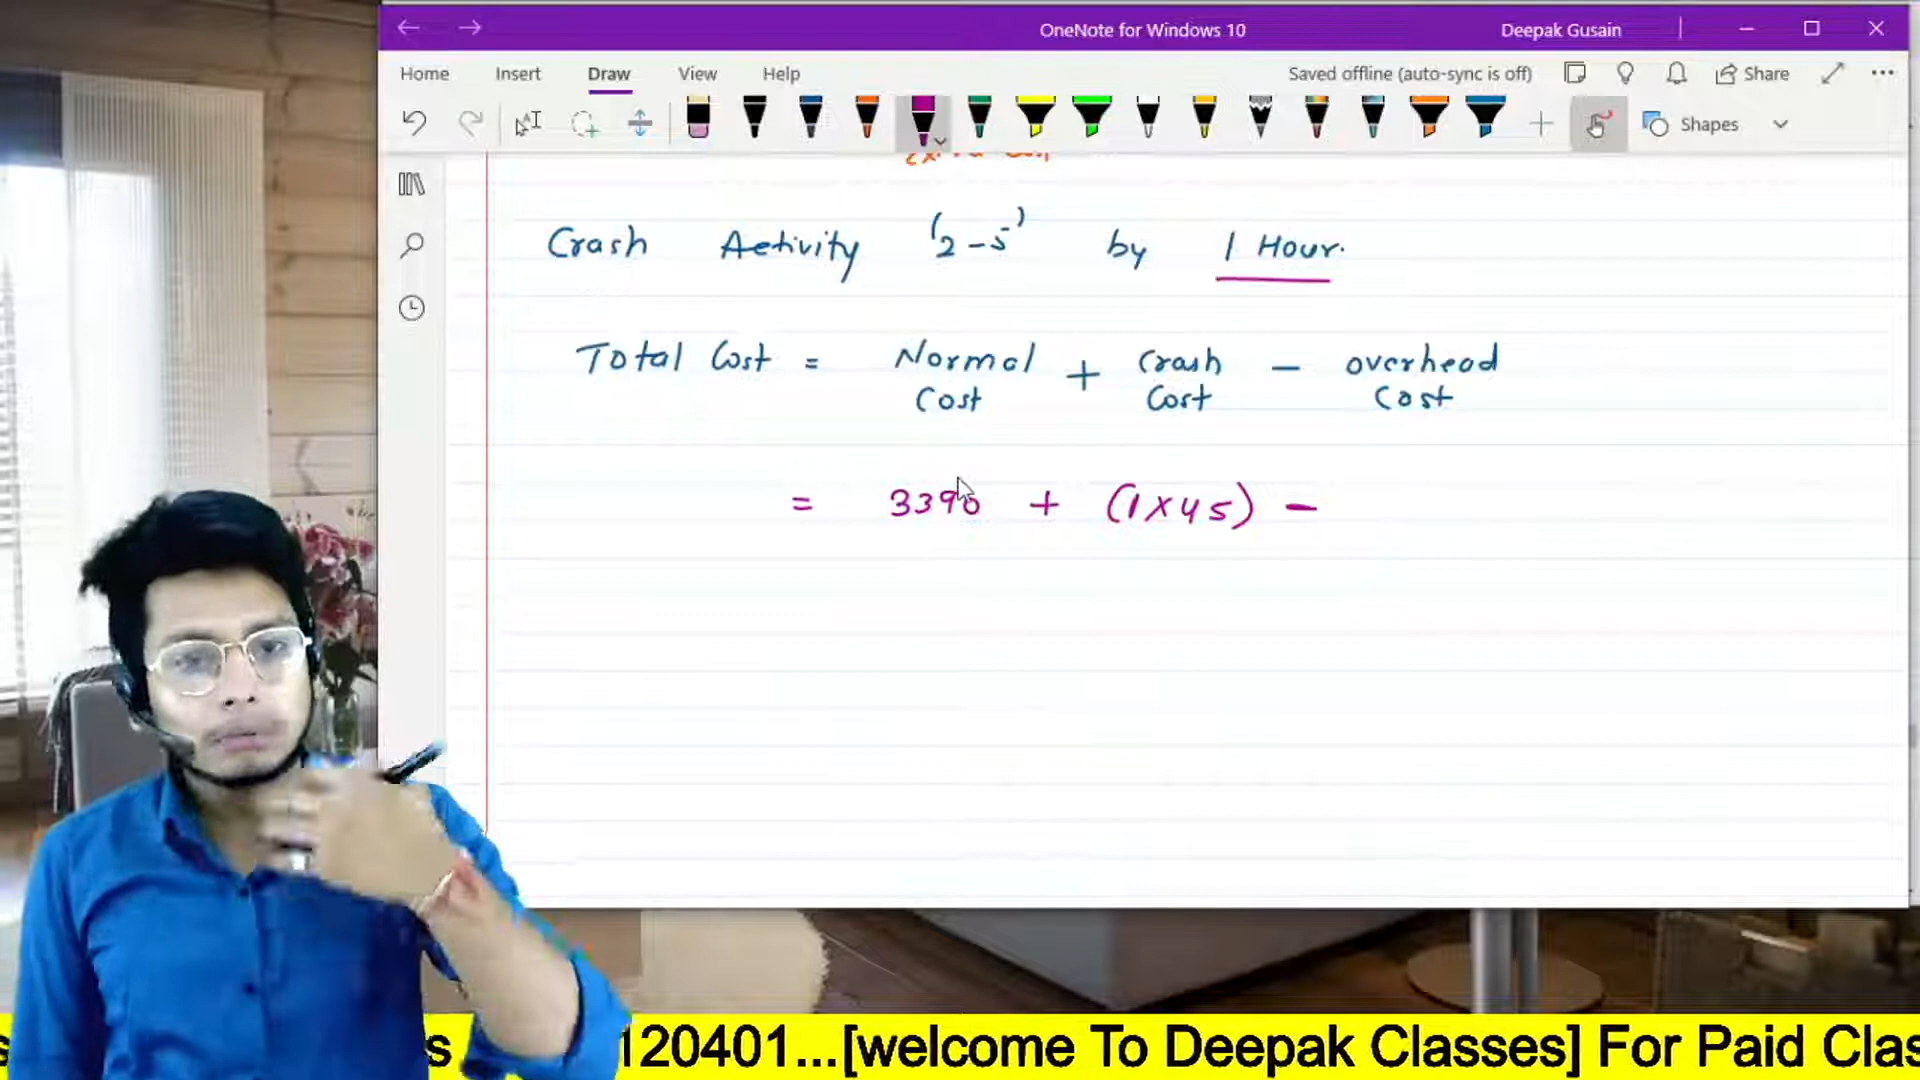 OneNote for Windows 10 Deepak Gusain
Home Insert Draw View Help Saved offline (auto-sync is off) Share
Shapes
Crash Activity (2-5) by 1 Hour.
Total Cost = Normal Cost + Crash Cost - overhead Cost
= 3390 + (1×45) -
120401...[welcome To Deepak Classes] For Paid Clas